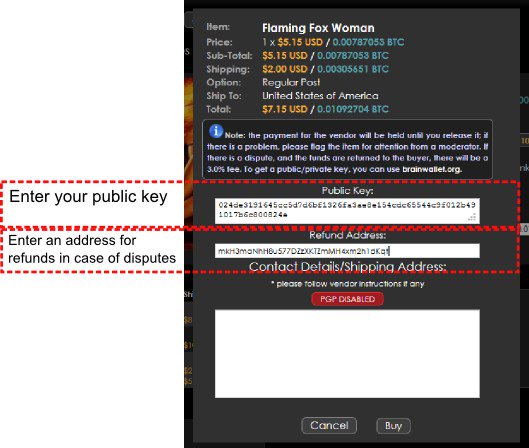 Item: Flaming Fox Woman
Price: 1 x $5.15 USD / 0.00787053 BTC
Sub-Total: $5.15 USD / 0.00787053 BTC
Shipping: $2.00 USD / 0.00305651 BTC
Option: Regular Post
Ship To: United States of America
Total: $7.15 USD / 0.01092704 BTC
Note: the payment for the vendor will be held until you release it; if
there is a problem, please flag the item for attention from a moderator. If
there is a dispute, and the funds are returned to the buyer, there will be a
3.0% fee. To get a public/private key, you can use brainwallet.org.
Enter your public key
Public Key:
024de3191645cc5d7d6bf1326fa3ae8e154cdc65544c9f012b491
1017b6e800824e
Enter an address for
refunds in case of disputes
Refund Address:
Contact Details/Shipping Address:
* please follow vendor instructions if any
PGP DISABLED
Cancel
Buy